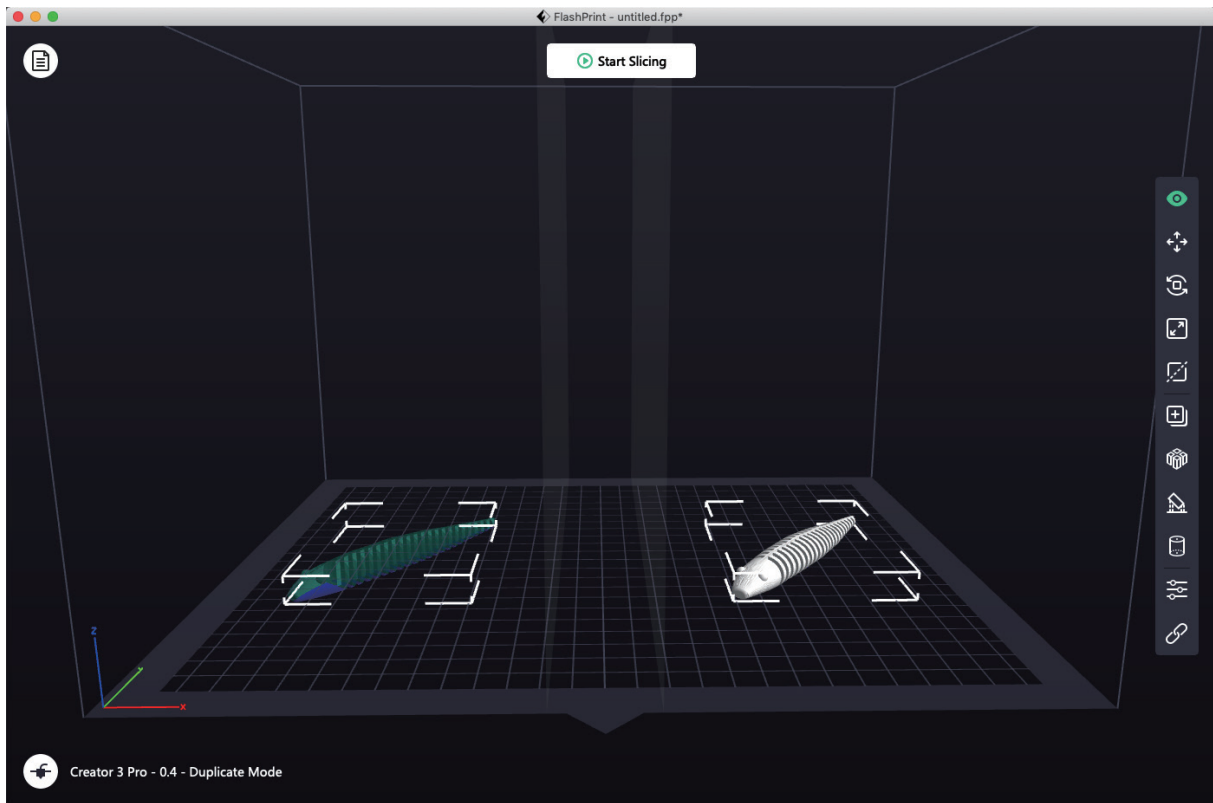 FlashPrint - untitled.fpp*
Start Slicing
z
y
x
Creator 3 Pro - 0.4 - Duplicate Mode